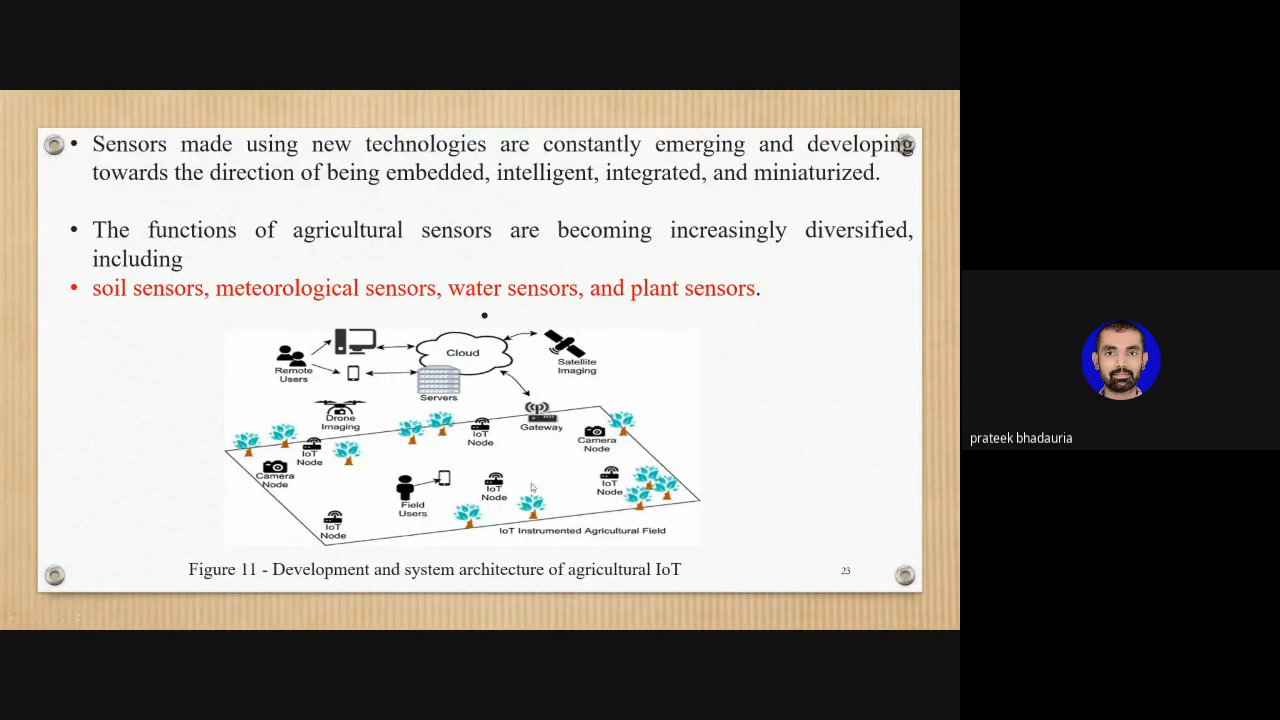 • Sensors made using new technologies are constantly emerging and developing
towards the direction of being embedded, intelligent, integrated, and miniaturized.
• The functions of agricultural sensors are becoming increasingly diversified,
including
• soil sensors, meteorological sensors, water sensors, and plant sensors.
•
Cloud
Satellite
Imaging
Remote
Users
Servers
Drone
Imaging
Gateway
IoT
Node
Camera
Node
IoT
Node
Camera
Node
IoT
Node
IoT
Node
Field
Users
IoT
Node
IoT Instrumented Agricultural Field
Figure 11 - Development and system architecture of agricultural IoT
23
prateek bhadauria